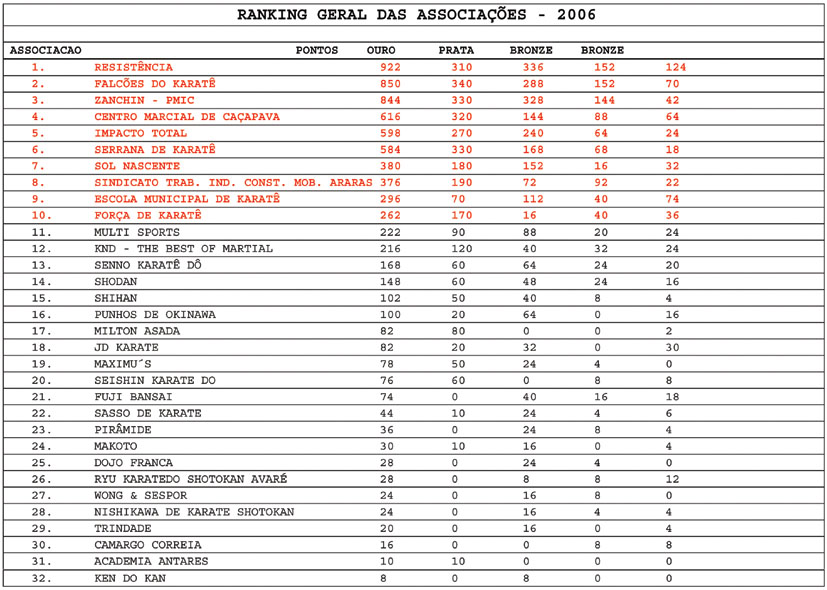 RANKING GERAL DAS ASSOCIAÇÕES - 2006
ASSOCIACAO PONTOS OURO PRATA BRONZE BRONZE
1. RESISTÊNCIA 922 310 336 152 124
2. FALCÕES DO KARATÊ 850 340 288 152 70
3. ZANCHIN - PMIC 844 330 328 144 42
4. CENTRO MARCIAL DE CAÇAPAVA 616 320 144 88 64
5. IMPACTO TOTAL 598 270 240 64 24
6. SERRANA DE KARATÊ 584 330 168 68 18
7. SOL NASCENTE 380 180 152 16 32
8. SINDICATO TRAB. IND. CONST. MOB. ARARAS 376 190 72 92 22
9. ESCOLA MUNICIPAL DE KARATÊ 296 70 112 40 74
10. FORÇA DE KARATÊ 262 170 16 40 36
11. MULTI SPORTS 222 90 88 20 24
12. KND - THE BEST OF MARTIAL 216 120 40 32 24
13. SENNO KARATÊ DÔ 168 60 64 24 20
14. SHODAN 148 60 48 24 16
15. SHIHAN 102 50 40 8 4
16. PUNHOS DE OKINAWA 100 20 64 0 16
17. MILTON ASADA 82 80 0 0 2
18. JD KARATE 82 20 32 0 30
19. MAXIMU´S 78 50 24 4 0
20. SEISHIN KARATE DO 76 60 0 8 8
21. FUJI BANSAI 74 0 40 16 18
22. SASSO DE KARATE 44 10 24 4 6
23. PIRÂMIDE 36 0 24 8 4
24. MAKOTO 30 10 16 0 4
25. DOJO FRANCA 28 0 24 4 0
26. RYU KARATEDO SHOTOKAN AVARÉ 28 0 8 8 12
27. WONG & SESPOR 24 0 16 8 0
28. NISHIKAWA DE KARATE SHOTOKAN 24 0 16 4 4
29. TRINDADE 20 0 16 0 4
30. CAMARGO CORREIA 16 0 0 8 8
31. ACADEMIA ANTARES 10 10 0 0 0
32. KEN DO KAN 8 0 8 0 0